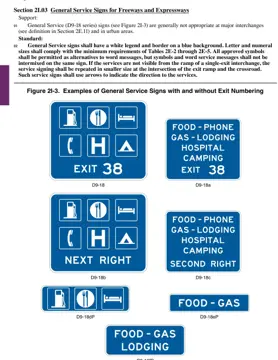 Section 2I.03 General Service Signs for Freeways and Expressways
Support:
General Service (D9-18 series) signs (see Figure 2I-3) are generally not appropriate at major interchanges
(see definition in Section 2E.11) and in urban areas.
Standard:
General Service signs shall have a white legend and border on a blue background. Letter and numeral
sizes shall comply with the minimum requirements of Tables 2E-2 through 2E-5. All approved symbols
shall be permitted as alternatives to word messages, but symbols and word service messages shall not be
intermixed on the same sign. If the services are not visible from the ramp of a single-exit interchange, the
service signing shall be repeated in smaller size at the intersection of the exit ramp and the crossroad.
Such service signs shall use arrows to indicate the direction to the services.
Figure 2I-3. Examples of General Service Signs with and without Exit Numbering
H
EXIT 38
D9-18
FOOD - PHONE
GAS - LODGING
HOSPITAL
CAMPING
EXIT 38
D9-18a
H
NEXT RIGHT
D9-18b
FOOD - PHONE
GAS - LODGING
HOSPITAL
CAMPING
SECOND RIGHT
D9-18c
D9-18dP
FOOD - GAS
D9-18eP
FOOD - GAS
LODGING